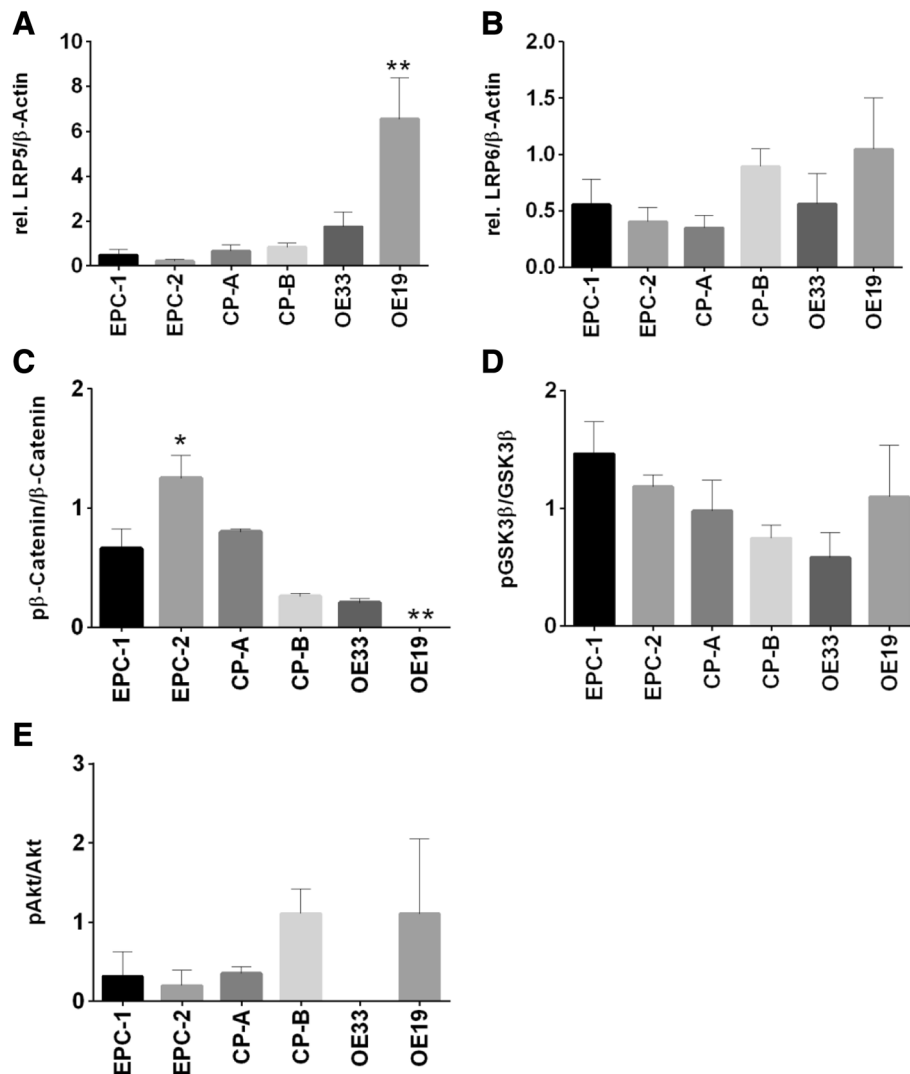 A
rel. LRP5/β-Actin
10
8
6
4
2
0
**
EPC-1
EPC-2
CP-A
CP-B
OE33
OE19
B
rel. LRP6/β-Actin
2.0
1.5
1.0
0.5
0.0
EPC-1
EPC-2
CP-A
CP-B
OE33
OE19
C
pβ-Catenin/β-Catenin
2
1
0
*
**
EPC-1
EPC-2
CP-A
CP-B
OE33
OE19
D
pGSK3β/GSK3β
2
1
0
EPC-1
EPC-2
CP-A
CP-B
OE33
OE19
E
pAkt/Akt
3
2
1
0
EPC-1
EPC-2
CP-A
CP-B
OE33
OE19